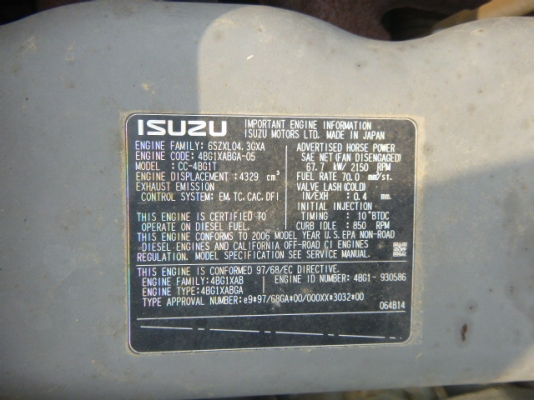 ISUZU IMPORTANT ENGINE INFORMATION
ISUZU MOTORS LTD. MADE IN JAPAN
ENGINE FAMILY: 6SZXL04.3GXA
ENGINE CODE: 4BG1XABGA-05
MODEL : CC-4BG1T
ENGINE DISPLACEMENT : 4329 cm³
EXHAUST EMISSION
CONTROL SYSTEM: EM, TC, CAC, DFI
ADVERTISED HORSE POWER
SAE NET (FAN DISENGAGED)
67.7 kW/ 2150 RPM
FUEL RATE 70.0 mm³/st.
VALVE LASH (COLD)
IN/EXH : 0.4 mm
INITIAL INJECTION
TIMING : 10°BTDC
CURB IDLE : 850 RPM
THIS ENGINE IS CERTIFIED TO
OPERATE ON DIESEL FUEL.
THIS ENGINE CONFORMS TO 2006 MODEL YEAR U.S. EPA NON-ROAD
DIESEL ENGINES AND CALIFORNIA OFF-ROAD CI ENGINES
REGULATION. MODEL SPECIFICATION SEE SERVICE MANUAL.
THIS ENGINE IS CONFORMED 97/68/EC DIRECTIVE.
ENGINE FAMILY: 4BG1XAB ENGINE ID NUMBER: 4BG1- 930586
ENGINE TYPE: 4BG1XABGA
TYPE APPROVAL NUMBER: e9*97/68GA*00/000XX*3032*00
064B14